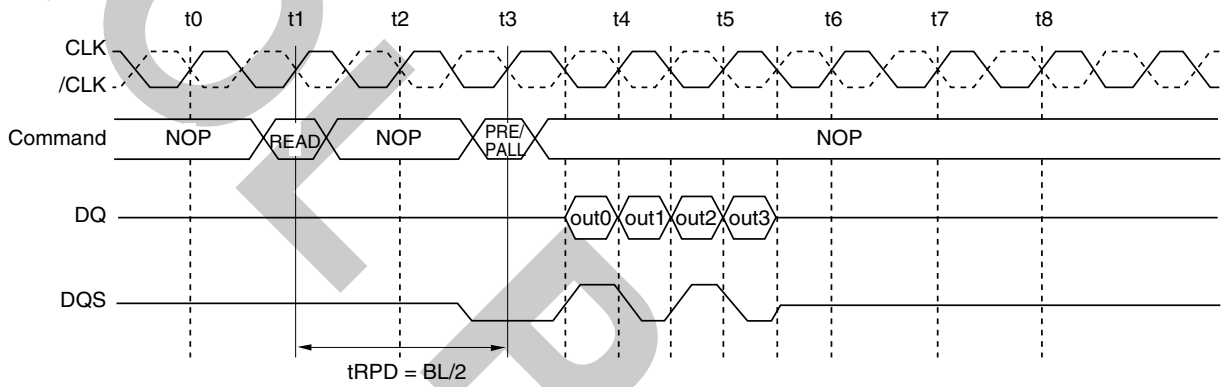 t0 t1 t2 t3 t4 t5 t6 t7 t8
CLK
/CLK
Command NOP READ NOP PRE/ PALL NOP
DQ out0 out1 out2 out3
DQS
tRPD = BL/2